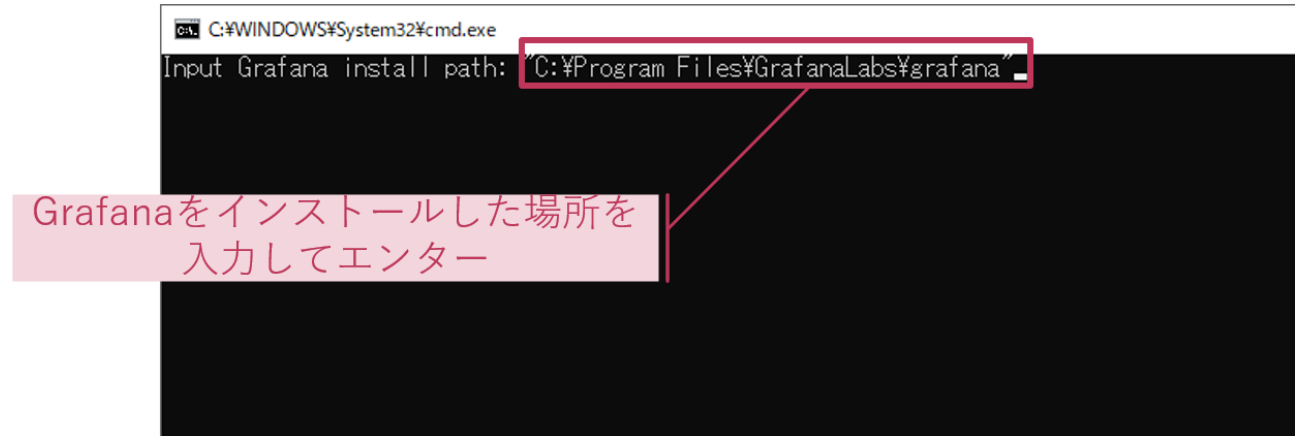 C:¥WINDOWS¥System32¥cmd.exe
Input Grafana install path: "C:¥Program Files¥GrafanaLabs¥grafana"
Grafanaをインストールした場所を
入力してエンター